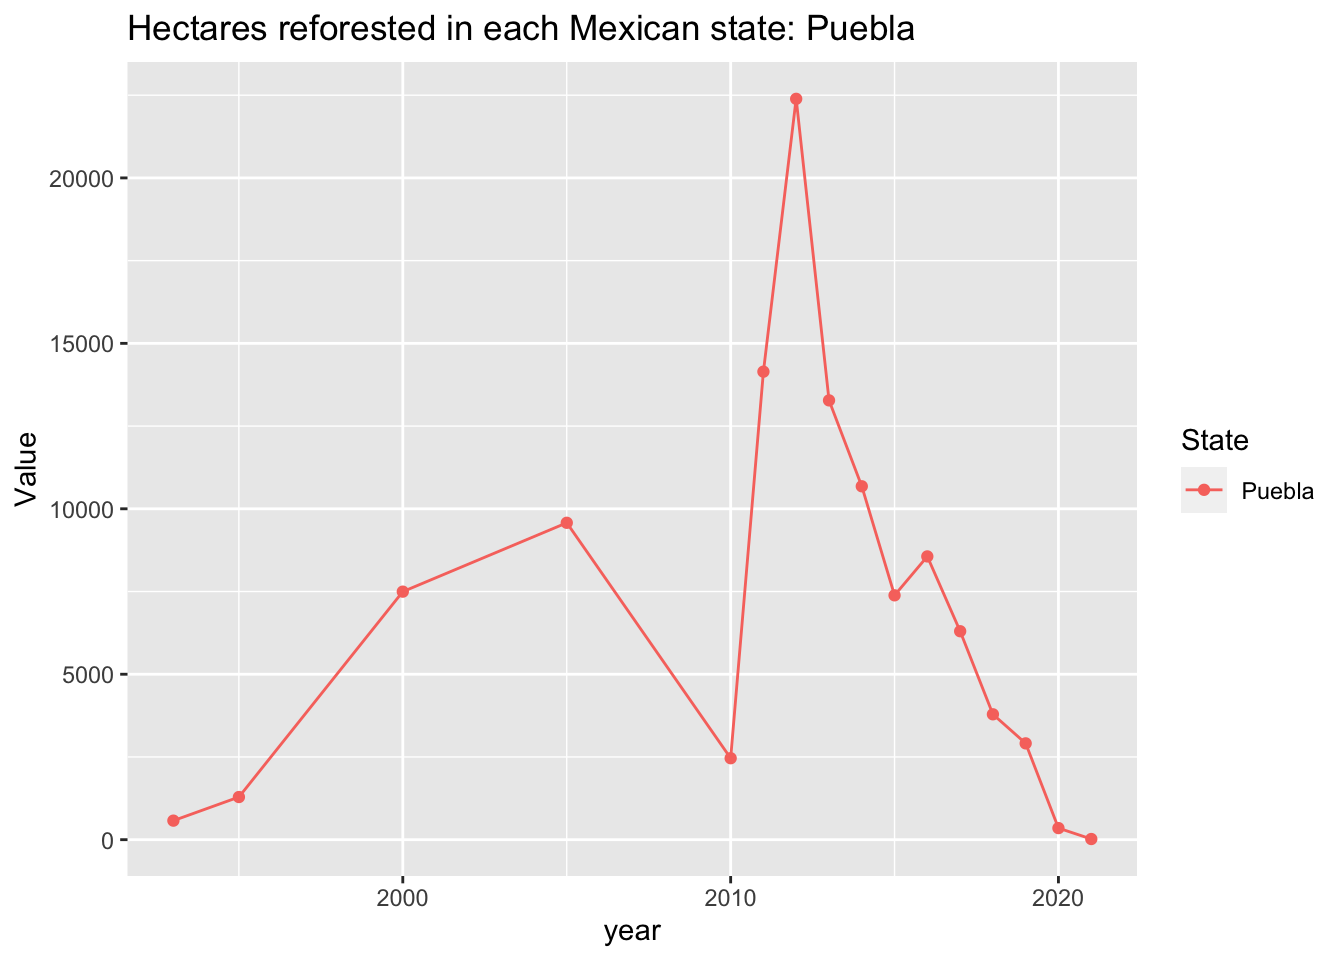 Hectares reforested in each Mexican state: Puebla
20000
15000
10000
5000
0
Value
2000
2010
2020
year
State
Puebla